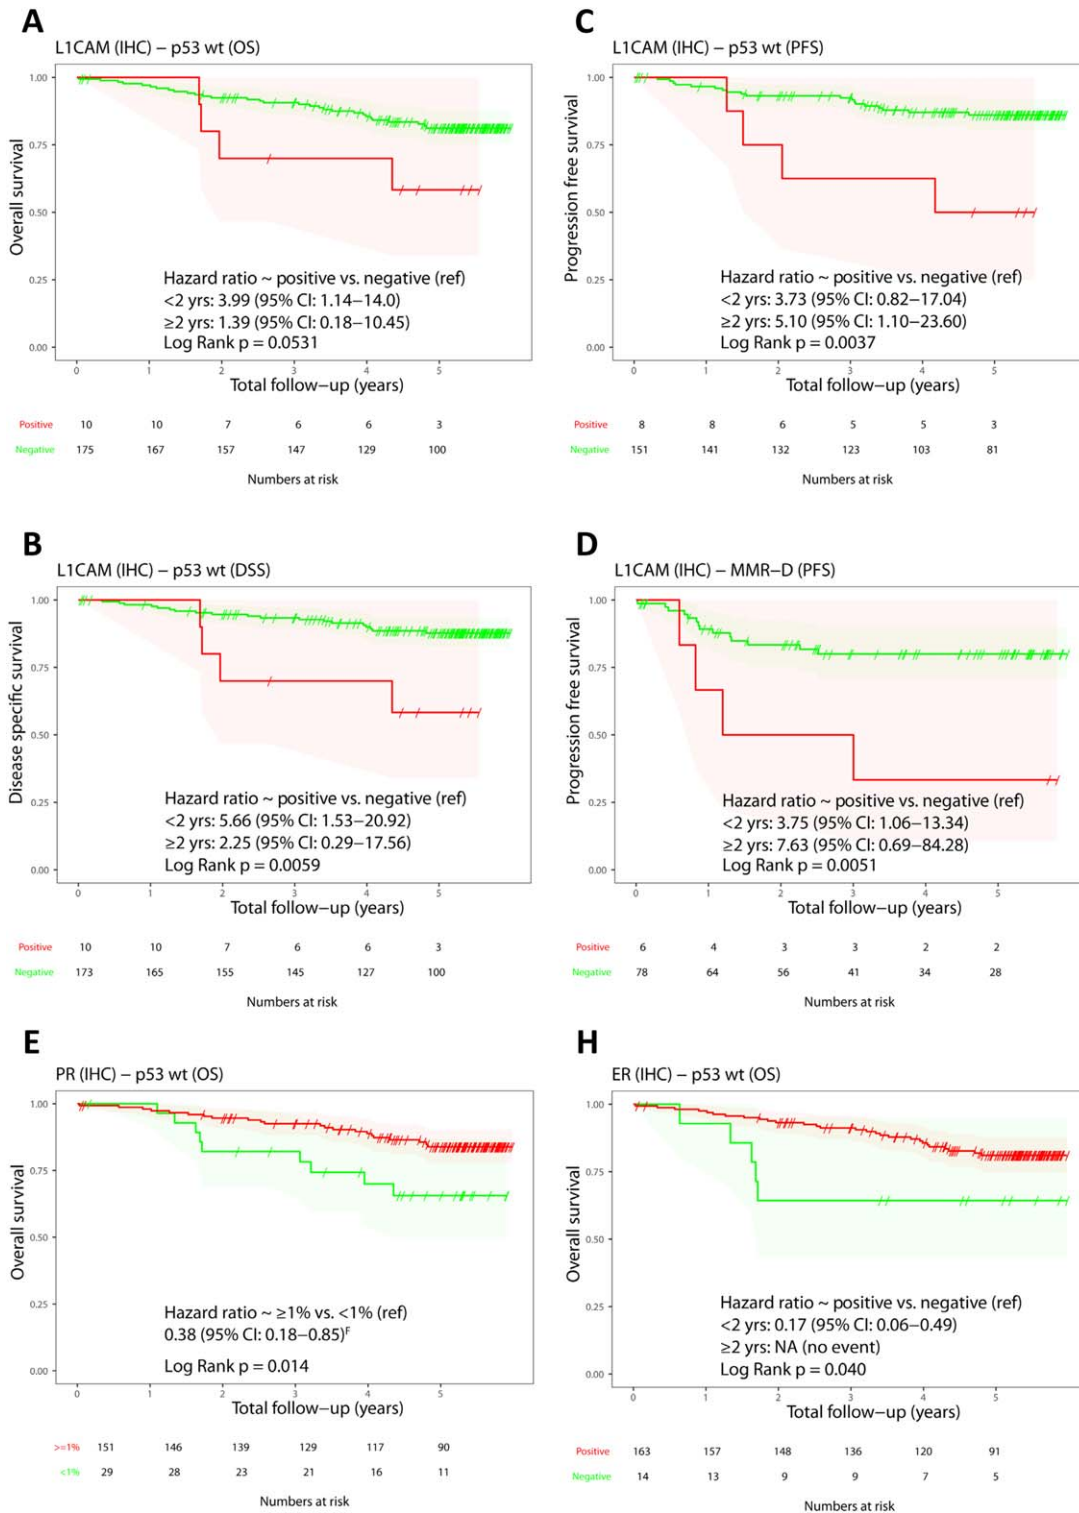 A
L1CAM (IHC) – p53 wt (OS)
1.00
0.75
0.50
0.25
0.00
Overall survival
Hazard ratio ~ positive vs. negative (ref)
<2 yrs: 3.99 (95% CI: 1.14–14.0)
≥2 yrs: 1.39 (95% CI: 0.18–10.45)
Log Rank p = 0.0531
0 1 2 3 4 5
Total follow–up (years)
Positive 10 10 7 6 6 3
Negative 175 167 157 147 129 100
Numbers at risk
C
L1CAM (IHC) – p53 wt (PFS)
1.00
0.75
0.50
0.25
0.00
Progression free survival
Hazard ratio ~ positive vs. negative (ref)
<2 yrs: 3.73 (95% CI: 0.82–17.04)
≥2 yrs: 5.10 (95% CI: 1.10–23.60)
Log Rank p = 0.0037
0 1 2 3 4 5
Total follow–up (years)
Positive 8 8 6 5 5 3
Negative 151 141 132 123 103 81
Numbers at risk
B
L1CAM (IHC) – p53 wt (DSS)
1.00
0.75
0.50
0.25
0.00
Disease specific survival
Hazard ratio ~ positive vs. negative (ref)
<2 yrs: 5.66 (95% CI: 1.53–20.92)
≥2 yrs: 2.25 (95% CI: 0.29–17.56)
Log Rank p = 0.0059
0 1 2 3 4 5
Total follow–up (years)
Positive 10 10 7 6 6 3
Negative 173 165 155 145 127 100
Numbers at risk
D
L1CAM (IHC) – MMR–D (PFS)
1.00
0.75
0.50
0.25
0.00
Progression free survival
Hazard ratio ~ positive vs. negative (ref)
<2 yrs: 3.75 (95% CI: 1.06–13.34)
≥2 yrs: 7.63 (95% CI: 0.69–84.28)
Log Rank p = 0.0051
0 1 2 3 4 5
Total follow–up (years)
Positive 6 4 3 3 2 2
Negative 78 64 56 41 34 28
Numbers at risk
E
PR (IHC) – p53 wt (OS)
1.00
0.75
0.50
0.25
0.00
Overall survival
Hazard ratio ~ ≥1% vs. <1% (ref)
0.38 (95% CI: 0.18–0.85)F
Log Rank p = 0.014
0 1 2 3 4 5
Total follow–up (years)
>=1% 151 146 139 129 117 90
<1% 29 28 23 21 16 11
Numbers at risk
H
ER (IHC) – p53 wt (OS)
1.00
0.75
0.50
0.25
0.00
Overall survival
Hazard ratio ~ positive vs. negative (ref)
<2 yrs: 0.17 (95% CI: 0.06–0.49)
≥2 yrs: NA (no event)
Log Rank p = 0.040
0 1 2 3 4 5
Total follow–up (years)
Positive 163 157 148 136 120 91
Negative 14 13 9 9 7 5
Numbers at risk